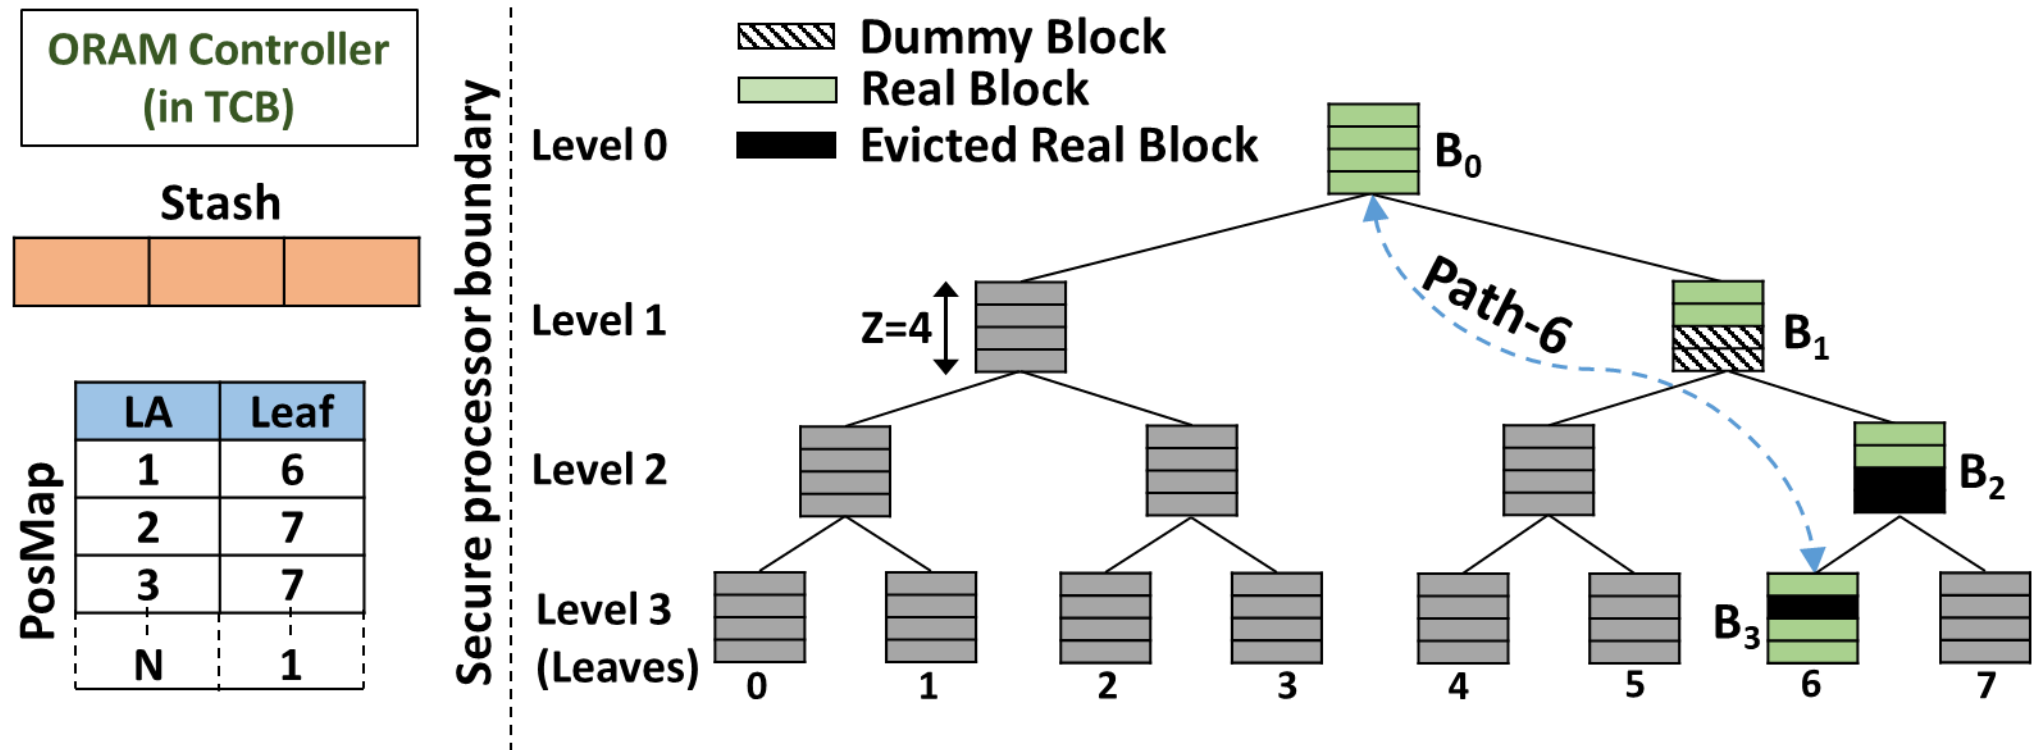 ORAM Controller
(in TCB)
Stash
PosMap
LA Leaf
1 6
2 7
3 7
N 1
Secure processor boundary
Dummy Block
Real Block
Evicted Real Block
Level 0
B0
Level 1
Z=4
Path-6
B1
Level 2
B2
Level 3
(Leaves)
B3
0 1 2 3 4 5 6 7